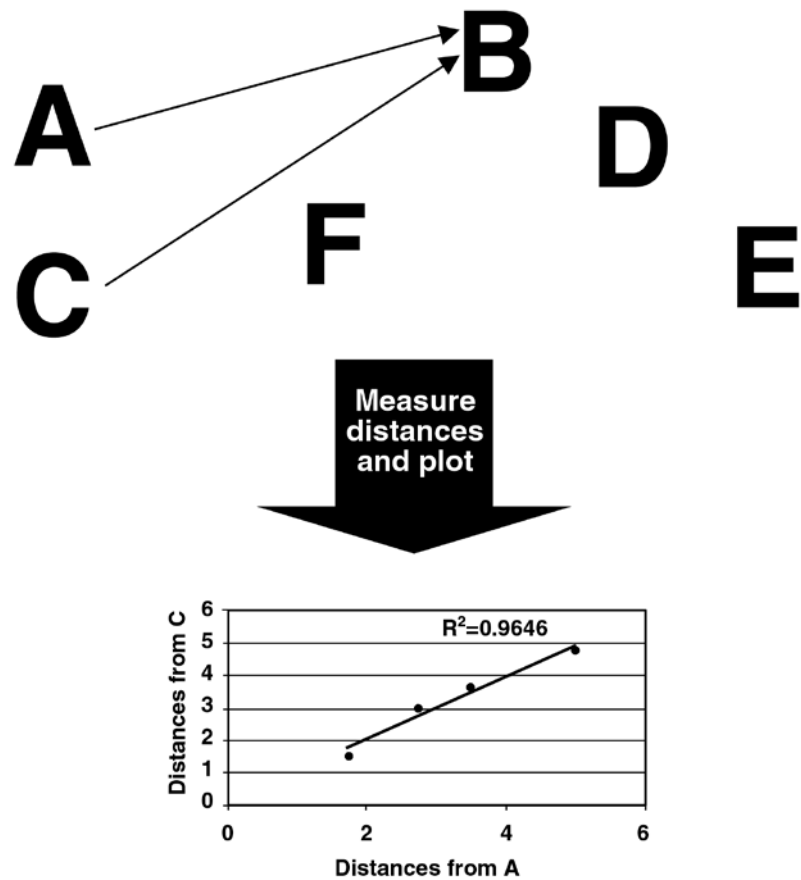 B
A
D
F
C
E
Measure
distances
and plot
6
R²=0.9646
5
4
3
2
1
0
Distances from C
0 2 4 6
Distances from A